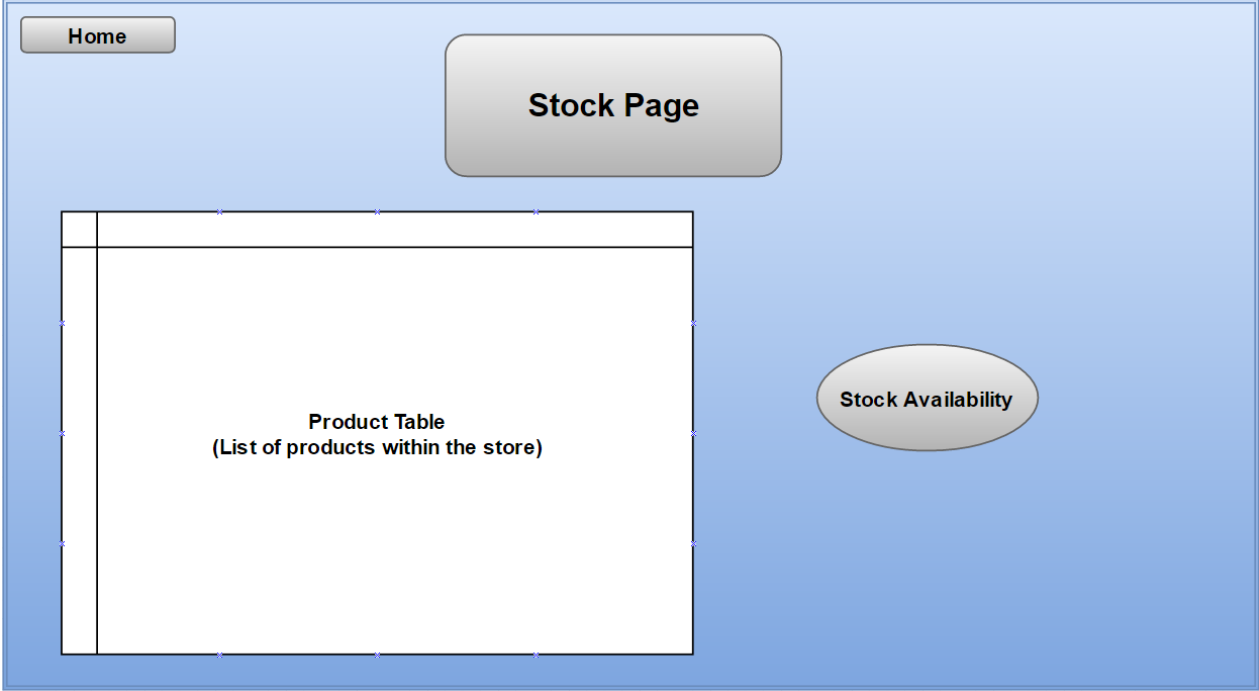 Home
Stock Page
Product Table
(List of products within the store)
Stock Availability